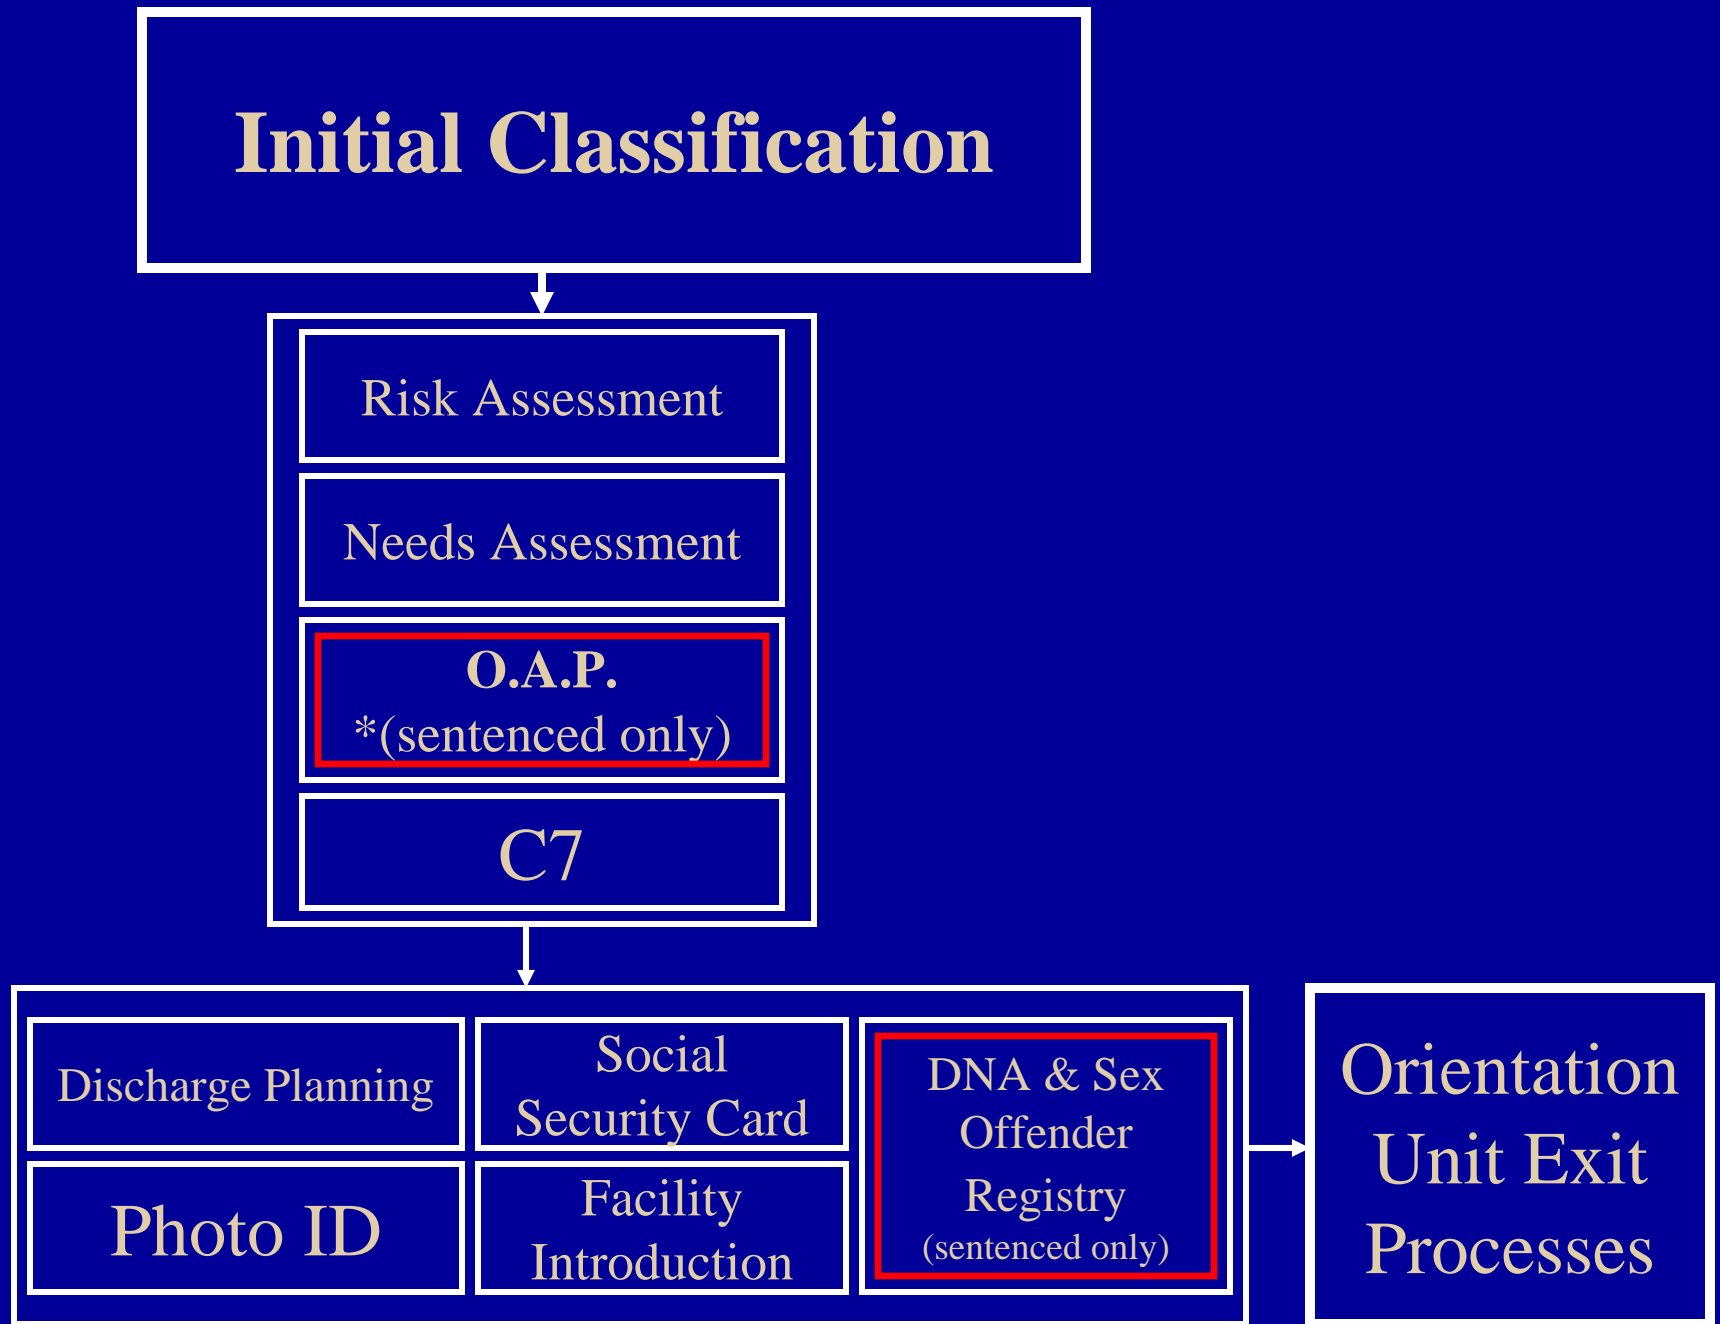 Initial Classification
Risk Assessment
Needs Assessment
O.A.P.
*(sentenced only)
C7
Discharge Planning
Social
Security Card
Photo ID
Facility
Introduction
DNA & Sex
Offender
Registry
(sentenced only)
Orientation
Unit Exit
Processes